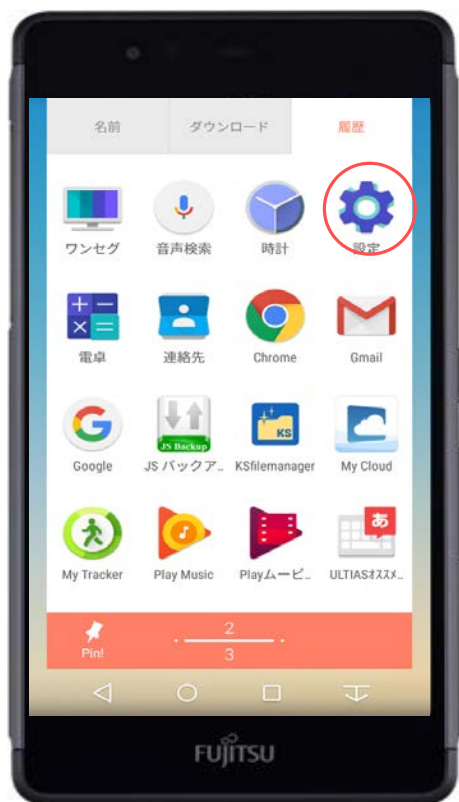 名前 ダウンロード 履歴
ワンセグ 音声検索 時計 設定
電卓 連絡先 Chrome Gmail
JS Backup KS
Google JS バックア.. KSfilemanager My Cloud
あ
My Tracker Play Music Playムービ.. ULTIASｵｽｽﾒ..
2
Pin! 3
FUJITSU